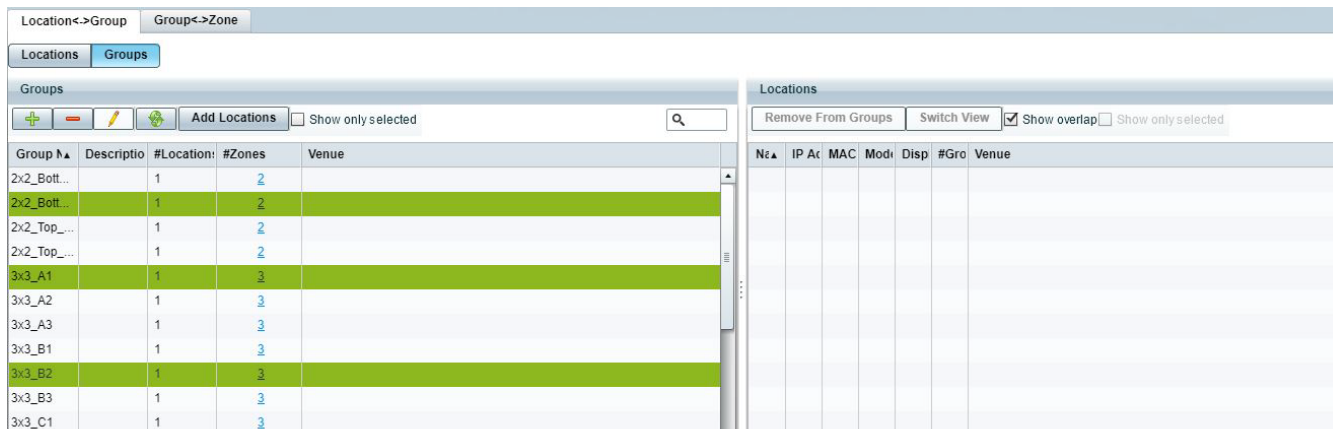 Location<->Group Group<->Zone
Locations Groups
Groups Locations
Add Locations Show only selected Remove From Groups Switch View Show overlap Show only selected
Group N Descriptio #Location #Zones Venue Na IP Ad MAC Mode Disp #Gro Venue
2x2_Bott... 1 2
2x2_Bott... 1 2
2x2_Top_... 1 2
2x2_Top_... 1 2
3x3_A1 1 3
3x3_A2 1 3
3x3_A3 1 3
3x3_B1 1 3
3x3_B2 1 3
3x3_B3 1 3
3x3_C1 1 3